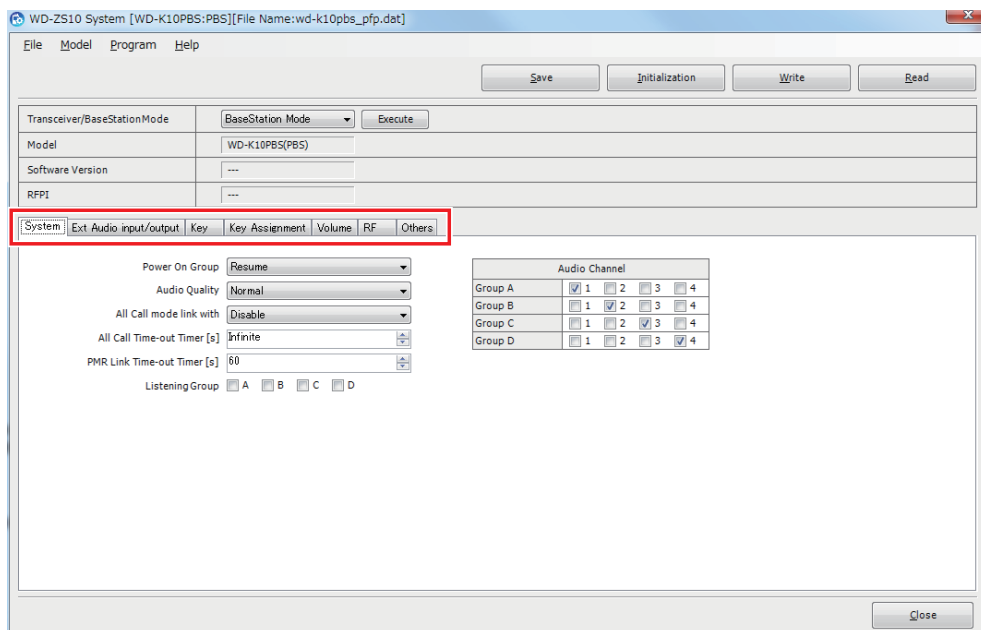 WD-ZS10 System [WD-K10PBS:PBS][File Name:wd-k10pbs_pfp.dat]
File Model Program Help
Save Initialization Write Read
Transceiver/BaseStationMode BaseStation Mode Execute
Model WD-K10PBS(PBS)
Software Version ---
RFPI ---
System Ext Audio input/output Key Key Assignment Volume RF Others
Power On Group Resume
Audio Quality Normal
All Call mode link with Disable
All Call Time-out Timer [s] Infinite
PMR Link Time-out Timer [s] 60
Listening Group A B C D
Audio Channel
Group A 1 2 3 4
Group B 1 2 3 4
Group C 1 2 3 4
Group D 1 2 3 4
Close